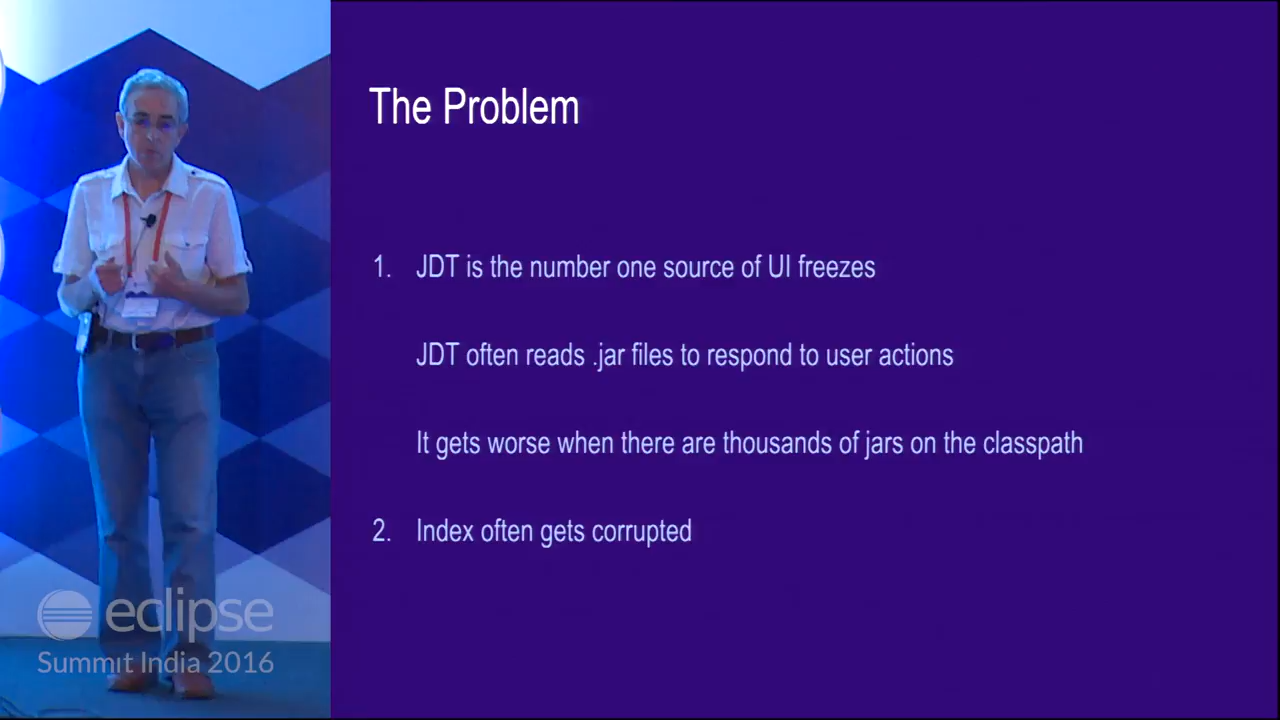 The Problem
1. JDT is the number one source of UI freezes
JDT often reads .jar files to respond to user actions
It gets worse when there are thousands of jars on the classpath
2. Index often gets corrupted
eclipse
Summit India 2016